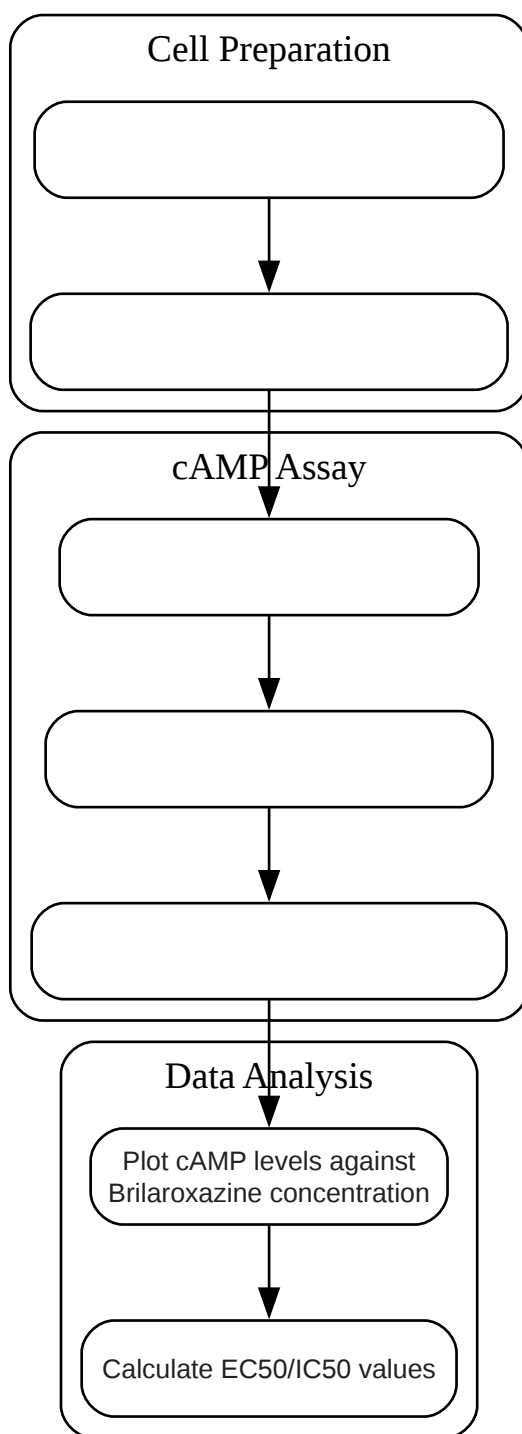 Cell Preparation
cAMP Assay
Data Analysis
Plot cAMP levels against
Brilaroxazine concentration
Calculate EC50/IC50 values